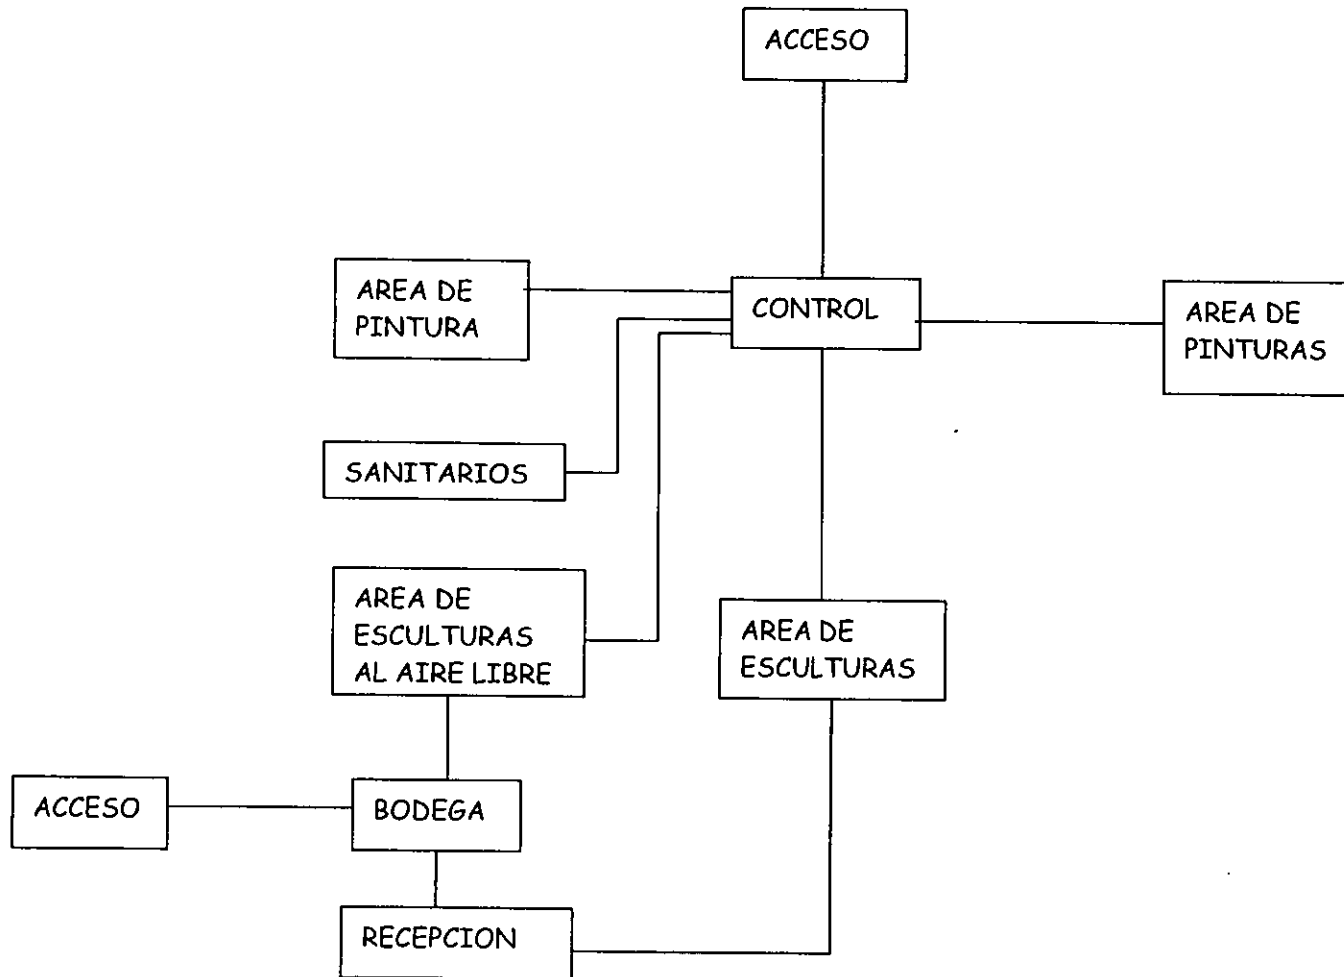 ACCESO
AREA DE
PINTURA
CONTROL
AREA DE
PINTURAS
SANITARIOS
AREA DE
ESCULTURAS
AL AIRE LIBRE
AREA DE
ESCULTURAS
ACCESO
BODEGA
RECEPCION